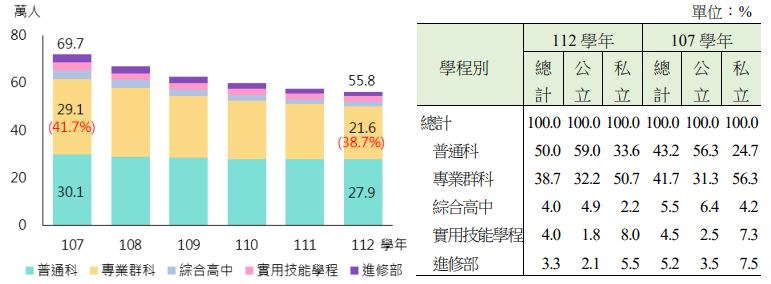 萬人
80
60
40
20
0
69.7
29.1
(41.7%)
30.1
55.8
21.6
(38.7%)
27.9
107 108 109 110 111 112 學年
普通科 專業群科 綜合高中 實用技能學程 進修部
單位：%
學程別 112 學年 107 學年
總計 公立 私立 總計 公立 私立
總計 100.0 100.0 100.0 100.0 100.0 100.0
普通科 50.0 59.0 33.6 43.2 56.3 24.7
專業群科 38.7 32.2 50.7 41.7 31.3 56.3
綜合高中 4.0 4.9 2.2 5.5 6.4 4.2
實用技能學程 4.0 1.8 8.0 4.5 2.5 7.3
進修部 3.3 2.1 5.5 5.2 3.5 7.5